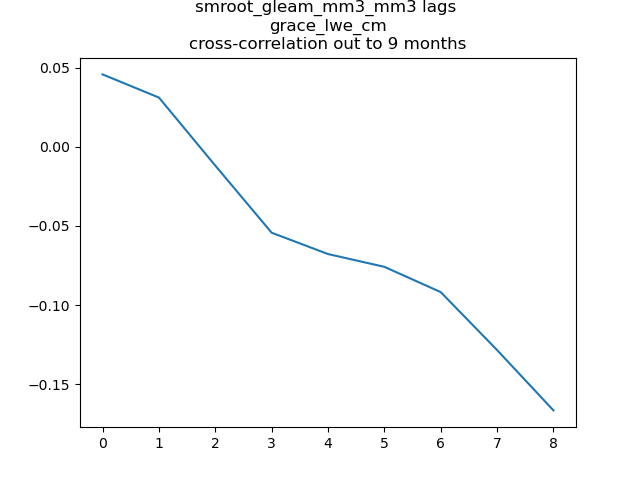 smroot_gleam_mm3_mm3 lags
grace_lwe_cm
cross-correlation out to 9 months
0.05
0.00
−0.05
−0.10
−0.15
0 1 2 3 4 5 6 7 8